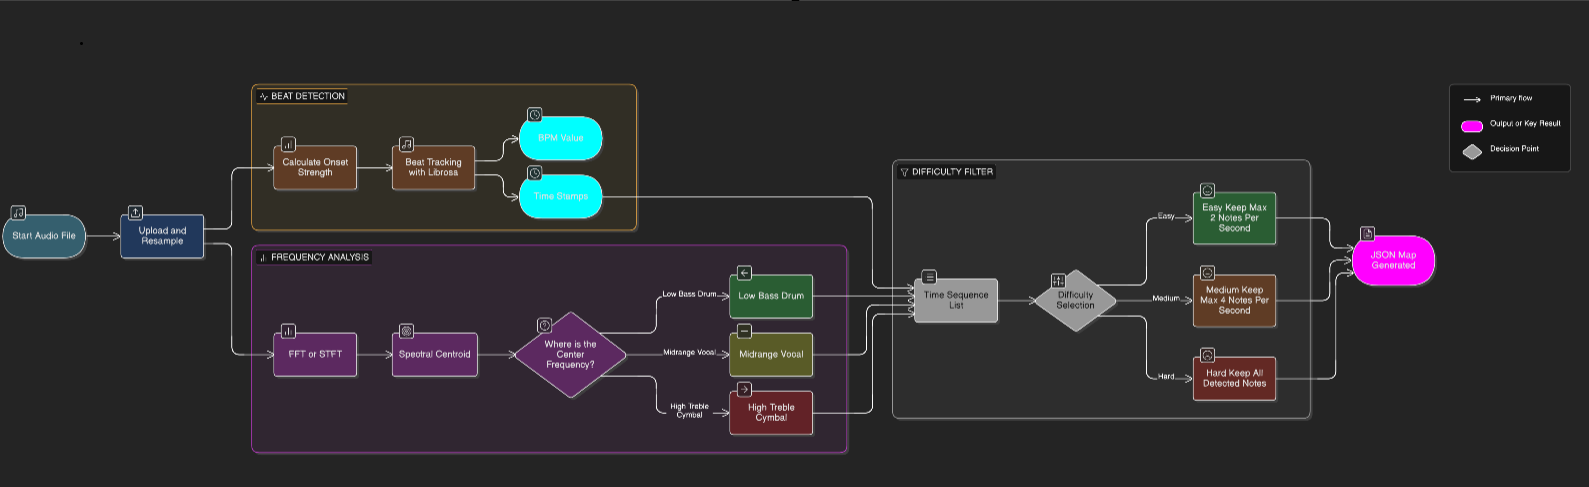 BEAT DETECTION
BPM Value
Calculate Onset
Strength
Beat Tracking
with Librosa
Time Stamps
Start Audio File
Upload and
Resample
FREQUENCY ANALYSIS
FFT or STFT
Spectral Centroid
Where is the
Center
Frequency?
Low Bass Drum
Low Bass Drum
Midrange Vocal
Midrange Vocal
High Treble
Cymbal
High Treble
Cymbal
DIFFICULTY FILTER
Time Sequence
List
Difficulty
Selection
Easy
Easy Keep Max
2 Notes Per
Second
Medium
Medium Keep
Max 4 Notes Per
Second
Hard
Hard Keep All
Detected Notes
JSON Map
Generated
Primary flow
Output or Key Result
Decision Point